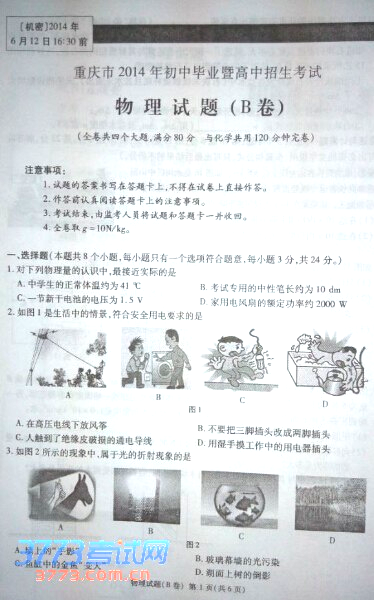 [机密]2014年
6月12日16:30前
重庆市2014年初中毕业暨高中招生考试
物理试题(B卷)
(全卷共四个大题,满分80分 与化学共用120分钟完卷)
注意事项:
1.试题的答案书写在答题卡上,不得在试卷上直接作答。
2.作答前认真阅读答题卡上的注意事项。
3.考试结束,由监考人员将试题和答题卡一并收回。
4.全卷取g=10N/kg。
一、选择题(本题共8个小题,每小题只有一个选项符合题意,每小题3分,共24分。)
1.对下列物理量的认识中,最接近实际的是
A.中学生的正常体温约为41℃ B.考试专用的中性笔长约为10 dm
C.一节新干电池的电压为1.5 V D.家用电风扇的额定功率约2000 W
2.如图1是生活中的情景,符合安全用电要求的是
A B C D
图1
A.在高压电线下放风筝 B.不要把三脚插头改成两脚插头
C.人触到了绝缘皮破损的通电导线 D.用湿手摸工作中的用电器插头
3.如图2所示的现象中,属于光的折射现象的是
A B C D
图2
A.墙上的“手影” B.玻璃幕墙的光污染
C.鱼缸中的金鱼“变大” D.湖面上树的倒影
物理试题(B卷) 第1页(共6页)
3773考试网
3773.com.cn